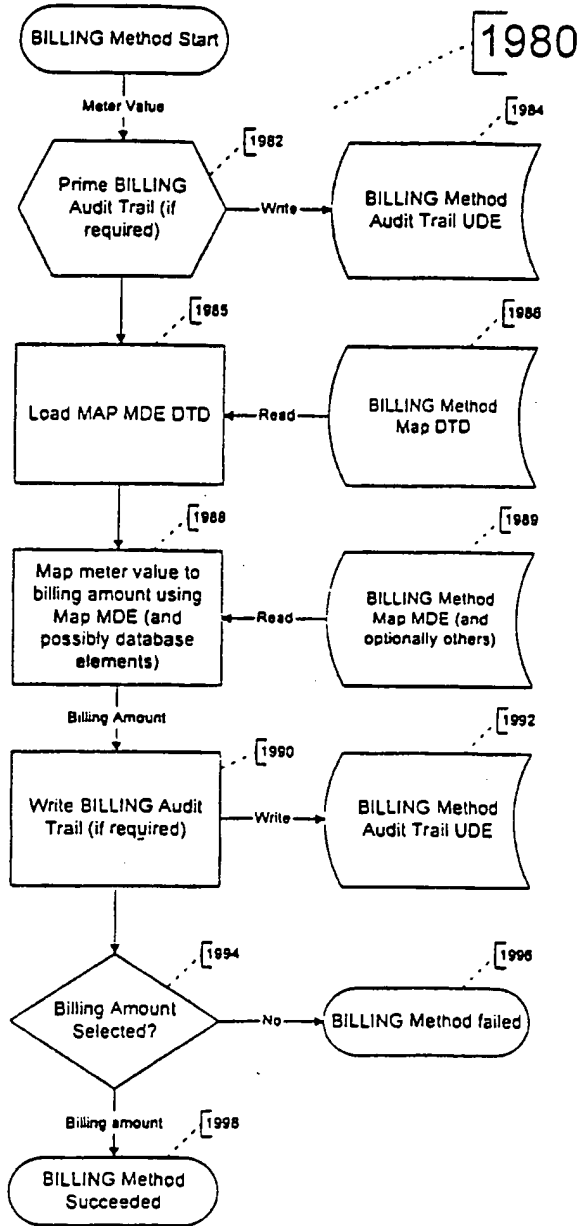 BILLING Method Start
1980
Meter Value
1982
1984
Prime BILLING
Audit Trail (if
required)
Write
BILLING Method
Audit Trail UDE
1985
1986
Load MAP MDE DTD
Read
BILLING Method
Map DTD
1988
1989
Map meter value to
billing amount using
Map MDE (and
possibly database
elements)
Read
BILLING Method
Map MDE (and
optionally others)
Billing Amount
1990
1992
Write BILLING Audit
Trail (if required)
Write
BILLING Method
Audit Trail UDE
1994
1996
Billing Amount
Selected?
No
BILLING Method failed
Billing amount
1998
BILLING Method
Succeeded